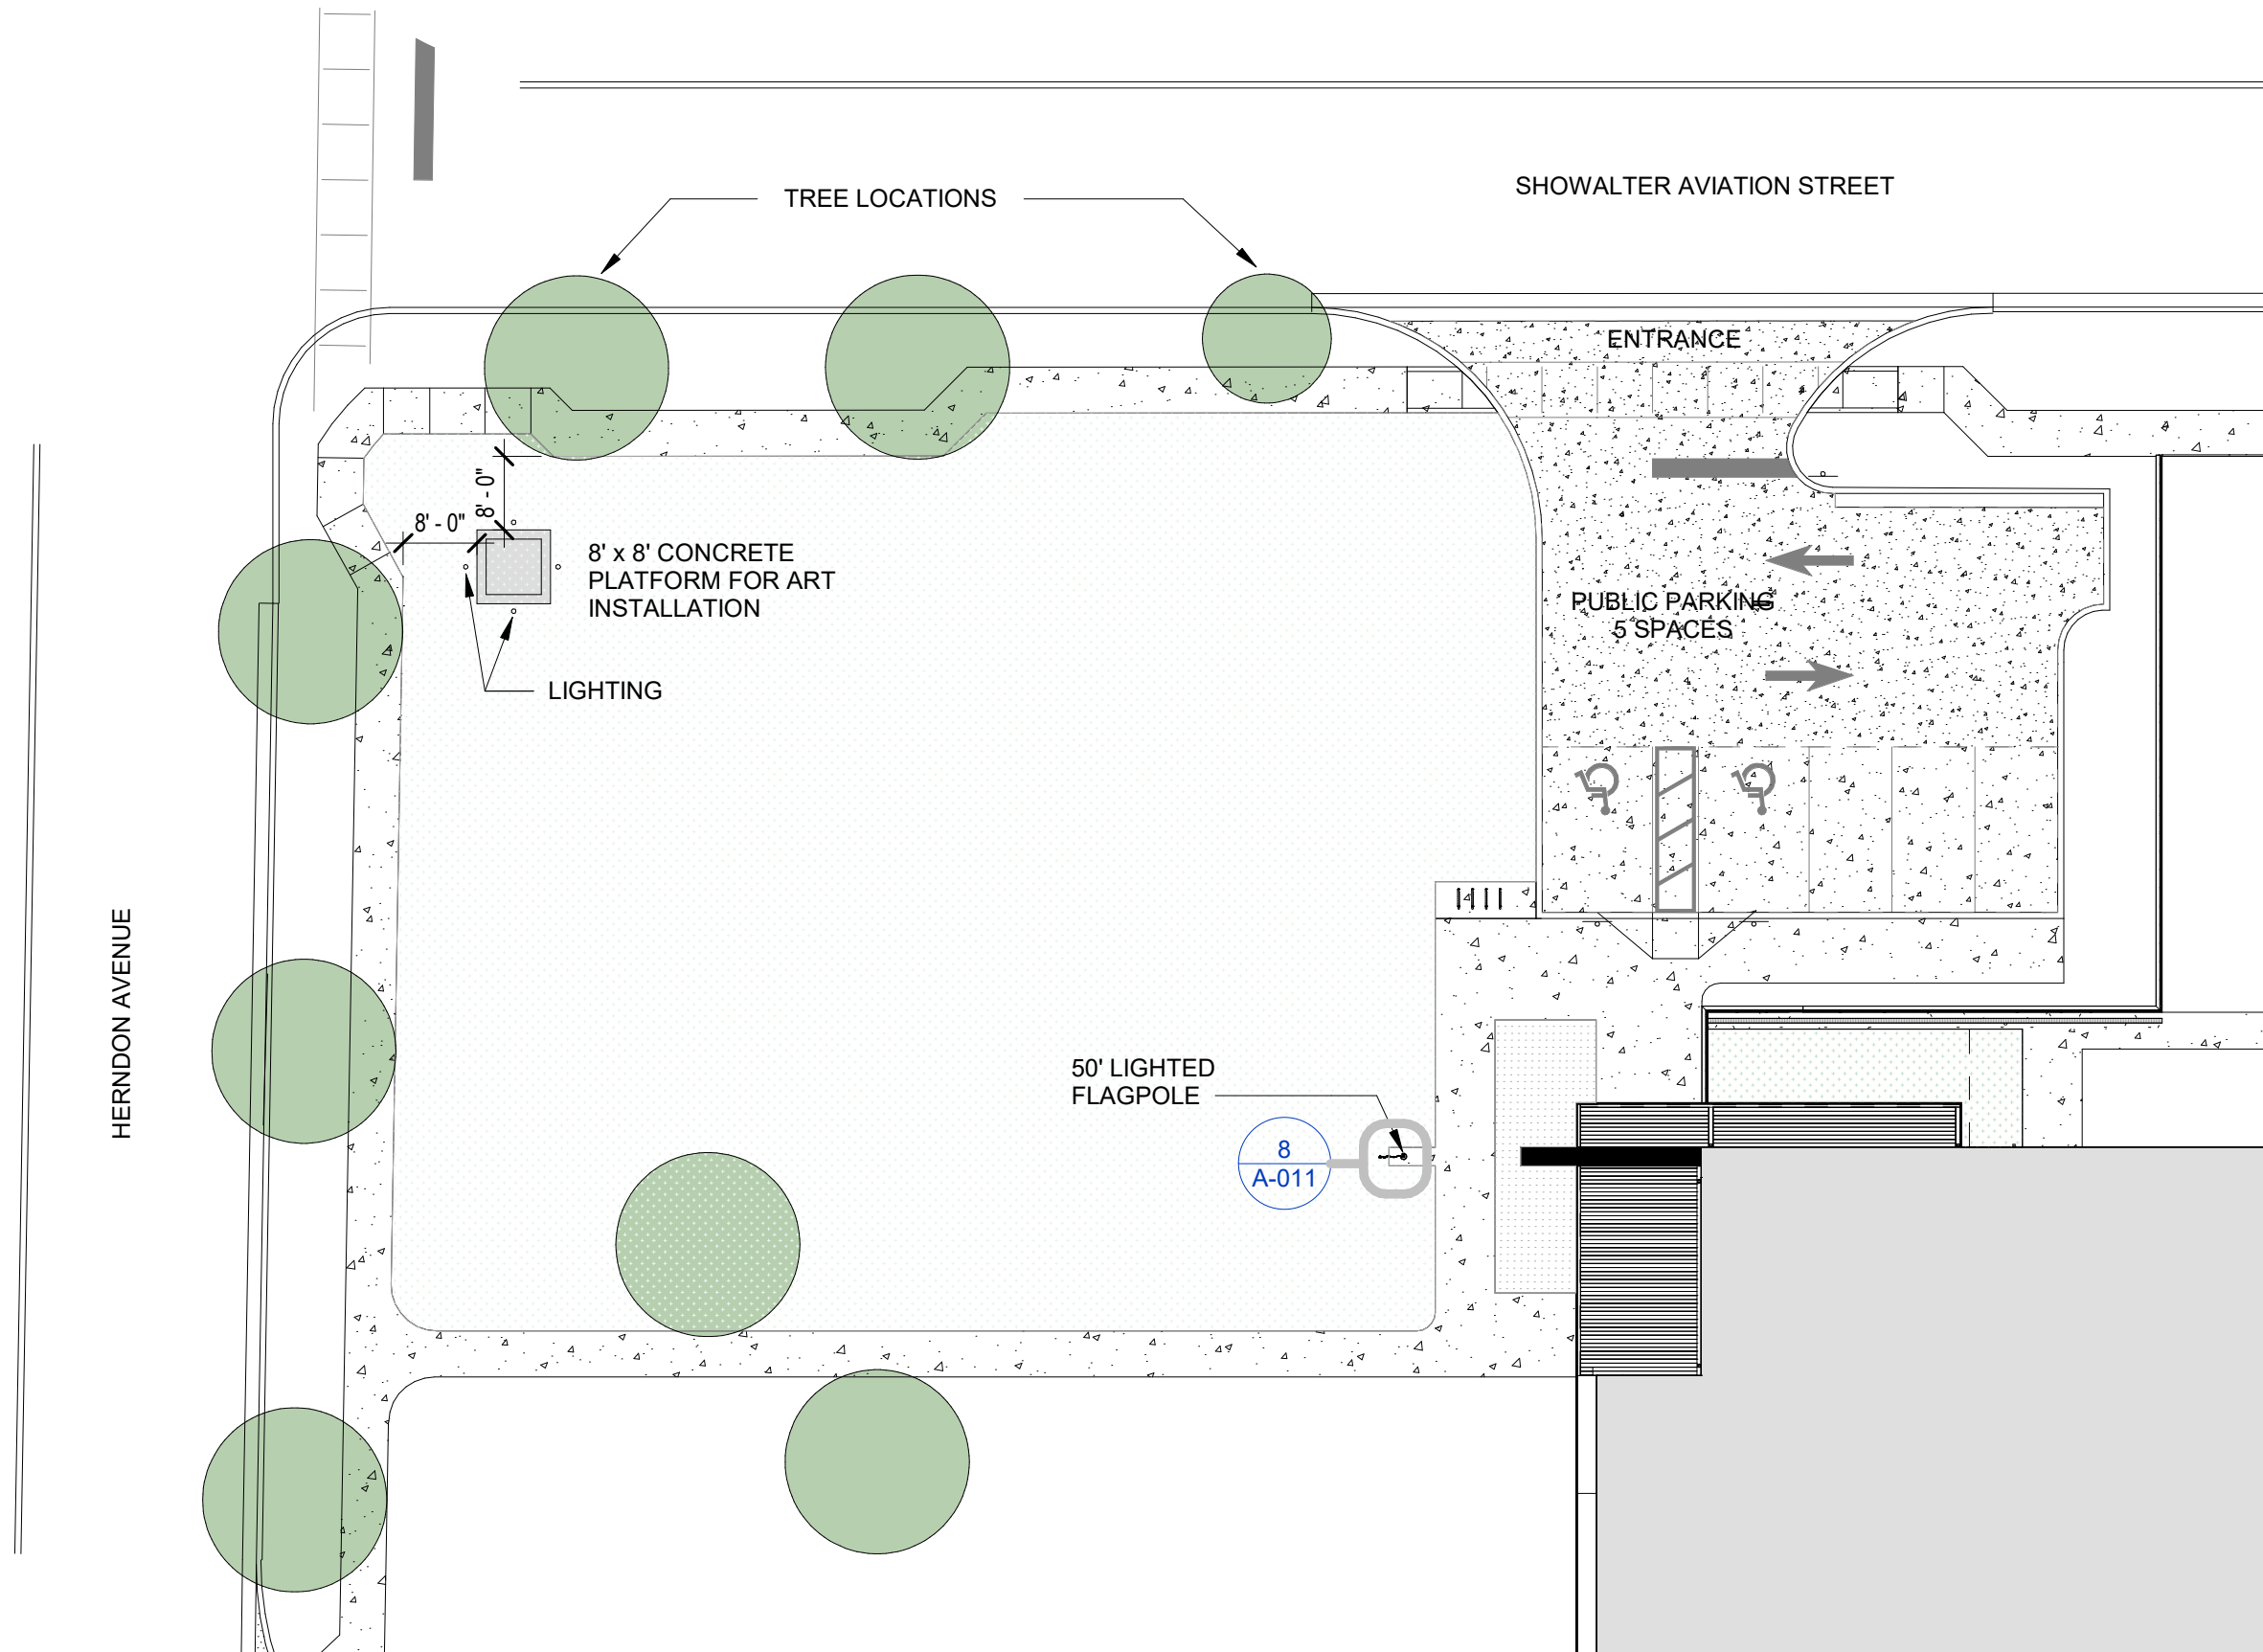 TREE LOCATIONS
SHOWALTER AVIATION STREET
ENTRANCE
8' - 0"
8' - 0"
8' x 8' CONCRETE
PLATFORM FOR ART
INSTALLATION
LIGHTING
PUBLIC PARKING
5 SPACES
HERNDON AVENUE
50' LIGHTED
FLAGPOLE
8
A-011